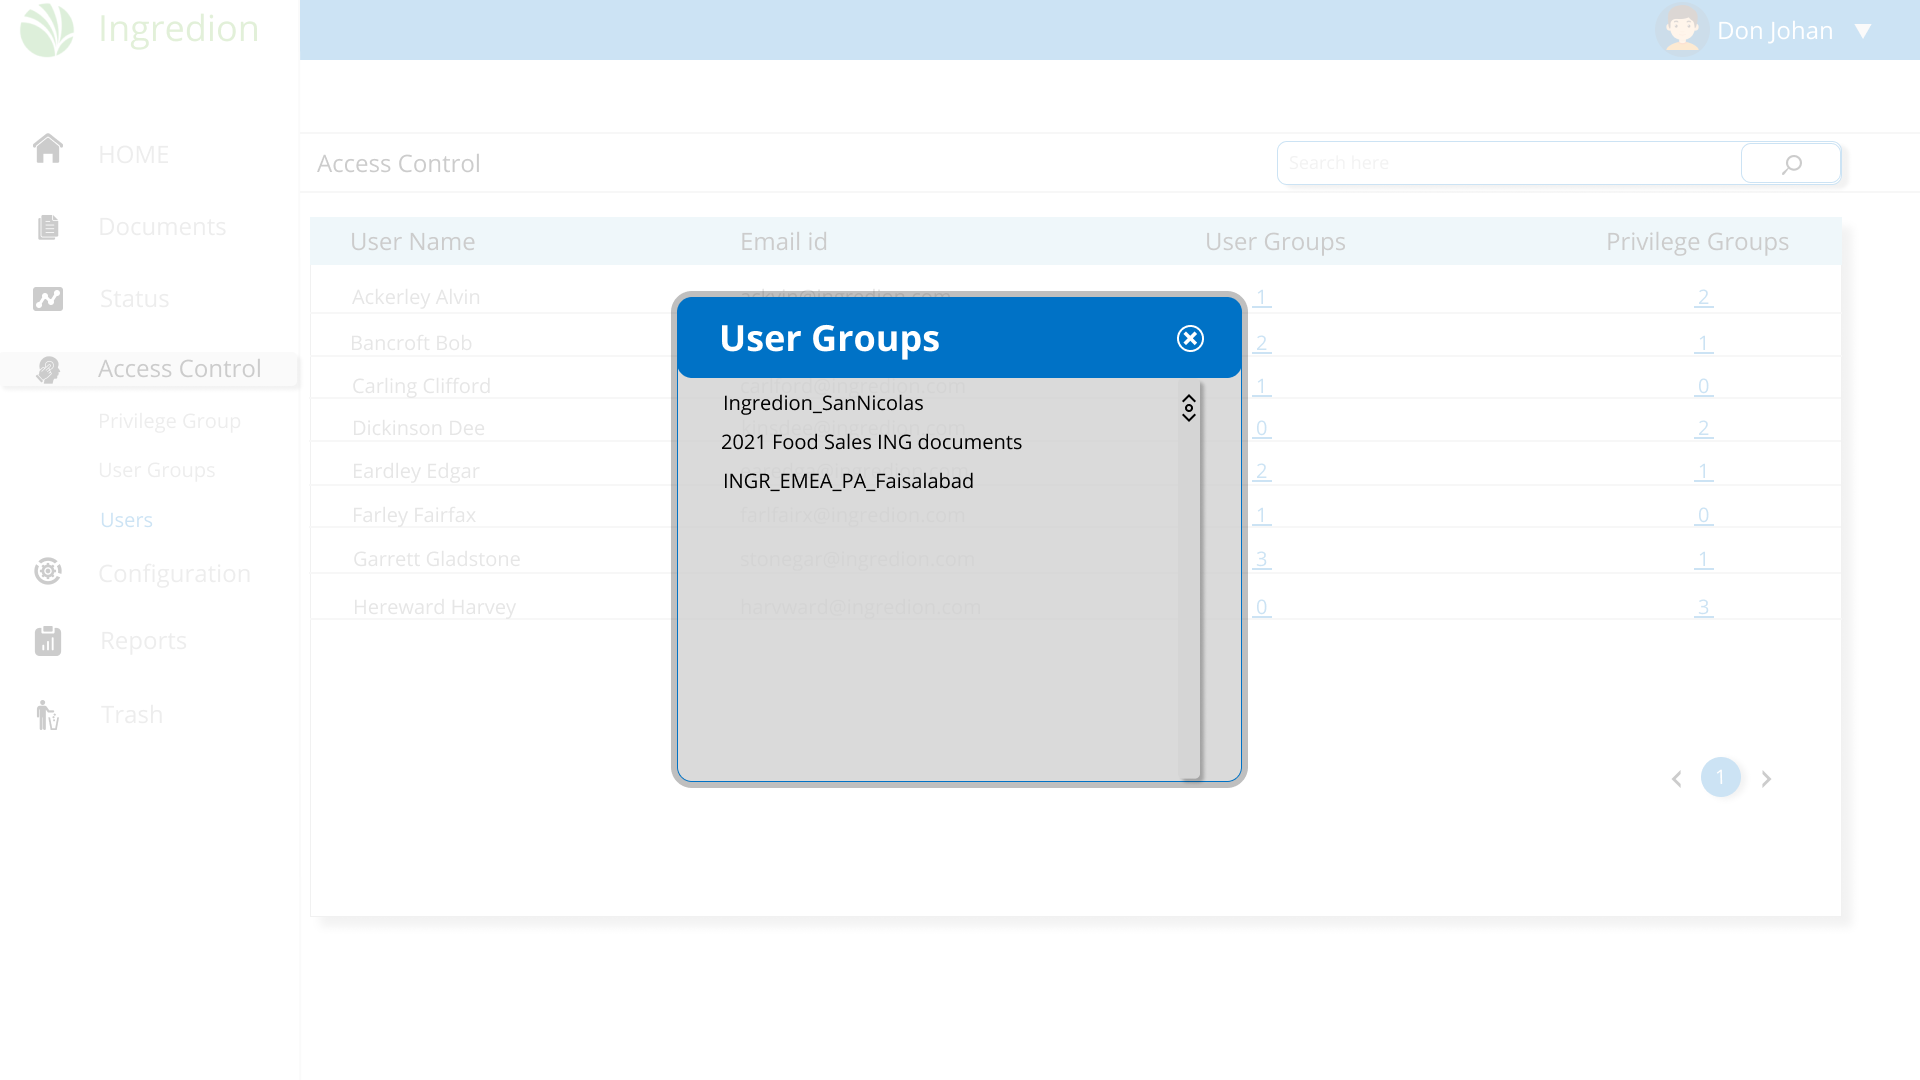 Ingredion
Don Johan
HOME
Documents
Status
Access Control
Privilege Group
User Groups
Users
Configuration
Reports
Trash
Access Control
Search here
User Name Email id User Groups Privilege Groups
Ackerley Alvin ackvin@ingredion.com 1 2
Bancroft Bob 2 1
Carling Clifford carlford@ingredion.com 1 0
Dickinson Dee kinsdee@ingredion.com 0 2
Eardley Edgar 2 1
Farley Fairfax farlfairx@ingredion.com 1 0
Garrett Gladstone stonegar@ingredion.com 3 1
Hereward Harvey harvward@ingredion.com 0 3
User Groups
Ingredion_SanNicolas
2021 Food Sales ING documents
INGR_EMEA_PA_Faisalabad
1